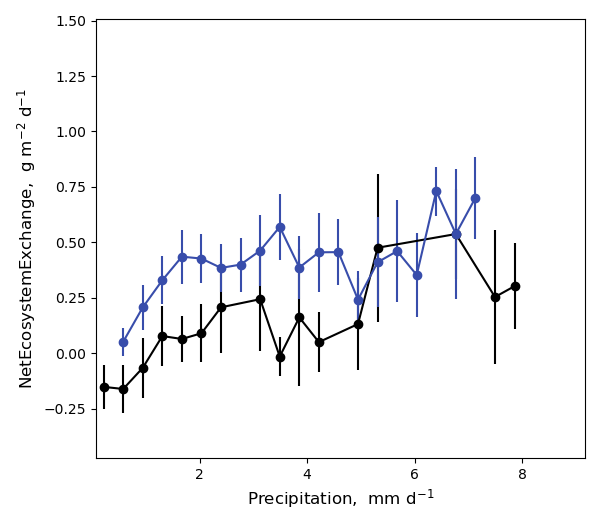 1.50
1.25
1.00
0.75
0.50
0.25
0.00
−0.25
NetEcosystemExchange, g m⁻² d⁻¹
2 4 6 8
Precipitation, mm d⁻¹